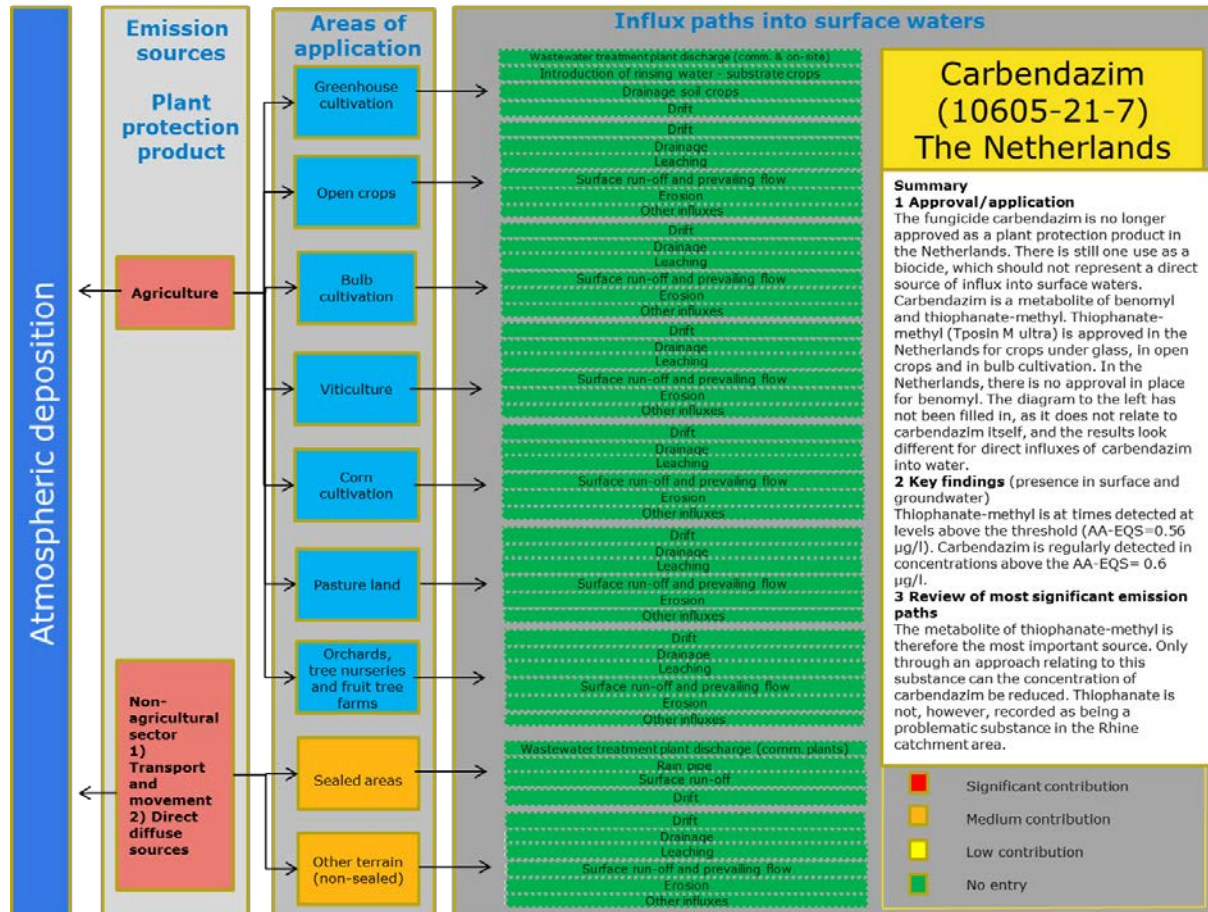 Atmospheric deposition
Emission
sources
Plant
protection
product
Agriculture
Non-
agricultural
sector
1)
Transport
and
movement
2) Direct
diffuse
sources
Areas of
application
Greenhouse
cultivation
Open crops
Bulb
cultivation
Viticulture
Corn
cultivation
Pasture land
Orchards,
tree nurseries
and fruit tree
farms
Sealed areas
Other terrain
(non-sealed)
Influx paths into surface waters
Wastewater treatment plant discharge (comm. & on-site)
Introduction of rinsing water - substrate crops
Drainage soil crops
Drift
Drift
Drainage
Leaching
Surface run-off and prevailing flow
Erosion
Other influxes
Drift
Drainage
Leaching
Surface run-off and prevailing flow
Erosion
Other influxes
Drift
Drainage
Leaching
Surface run-off and prevailing flow
Erosion
Other influxes
Drift
Drainage
Leaching
Surface run-off and prevailing flow
Erosion
Other influxes
Drift
Drainage
Leaching
Surface run-off and prevailing flow
Erosion
Other influxes
Drift
Drainage
Leaching
Surface run-off and prevailing flow
Erosion
Other influxes
Wastewater treatment plant discharge (comm. plants)
Rain pipe
Surface run-off
Drift
Drift
Drainage
Leaching
Surface run-off and prevailing flow
Erosion
Other influxes
Carbendazim
(10605-21-7)
The Netherlands
Summary
1 Approval/application
The fungicide carbendazim is no longer
approved as a plant protection product in
the Netherlands. There is still one use as a
biocide, which should not represent a direct
source of influx into surface waters.
Carbendazim is a metabolite of benomyl
and thiophanate-methyl. Thiophanate-
methyl (Tposin M ultra) is approved in the
Netherlands for crops under glass, in open
crops and in bulb cultivation. In the
Netherlands, there is no approval in place
for benomyl. The diagram to the left has
not been filled in, as it does not relate to
carbendazim itself, and the results look
different for direct influxes of carbendazim
into water.
2 Key findings (presence in surface and
groundwater)
Thiophanate-methyl is at times detected at
levels above the threshold (AA-EQS=0.56
µg/l). Carbendazim is regularly detected in
concentrations above the AA-EQS= 0.6
µg/l.
3 Review of most significant emission
paths
The metabolite of thiophanate-methyl is
therefore the most important source. Only
through an approach relating to this
substance can the concentration of
carbendazim be reduced. Thiophanate is
not, however, recorded as being a
problematic substance in the Rhine
catchment area.
Significant contribution
Medium contribution
Low contribution
No entry